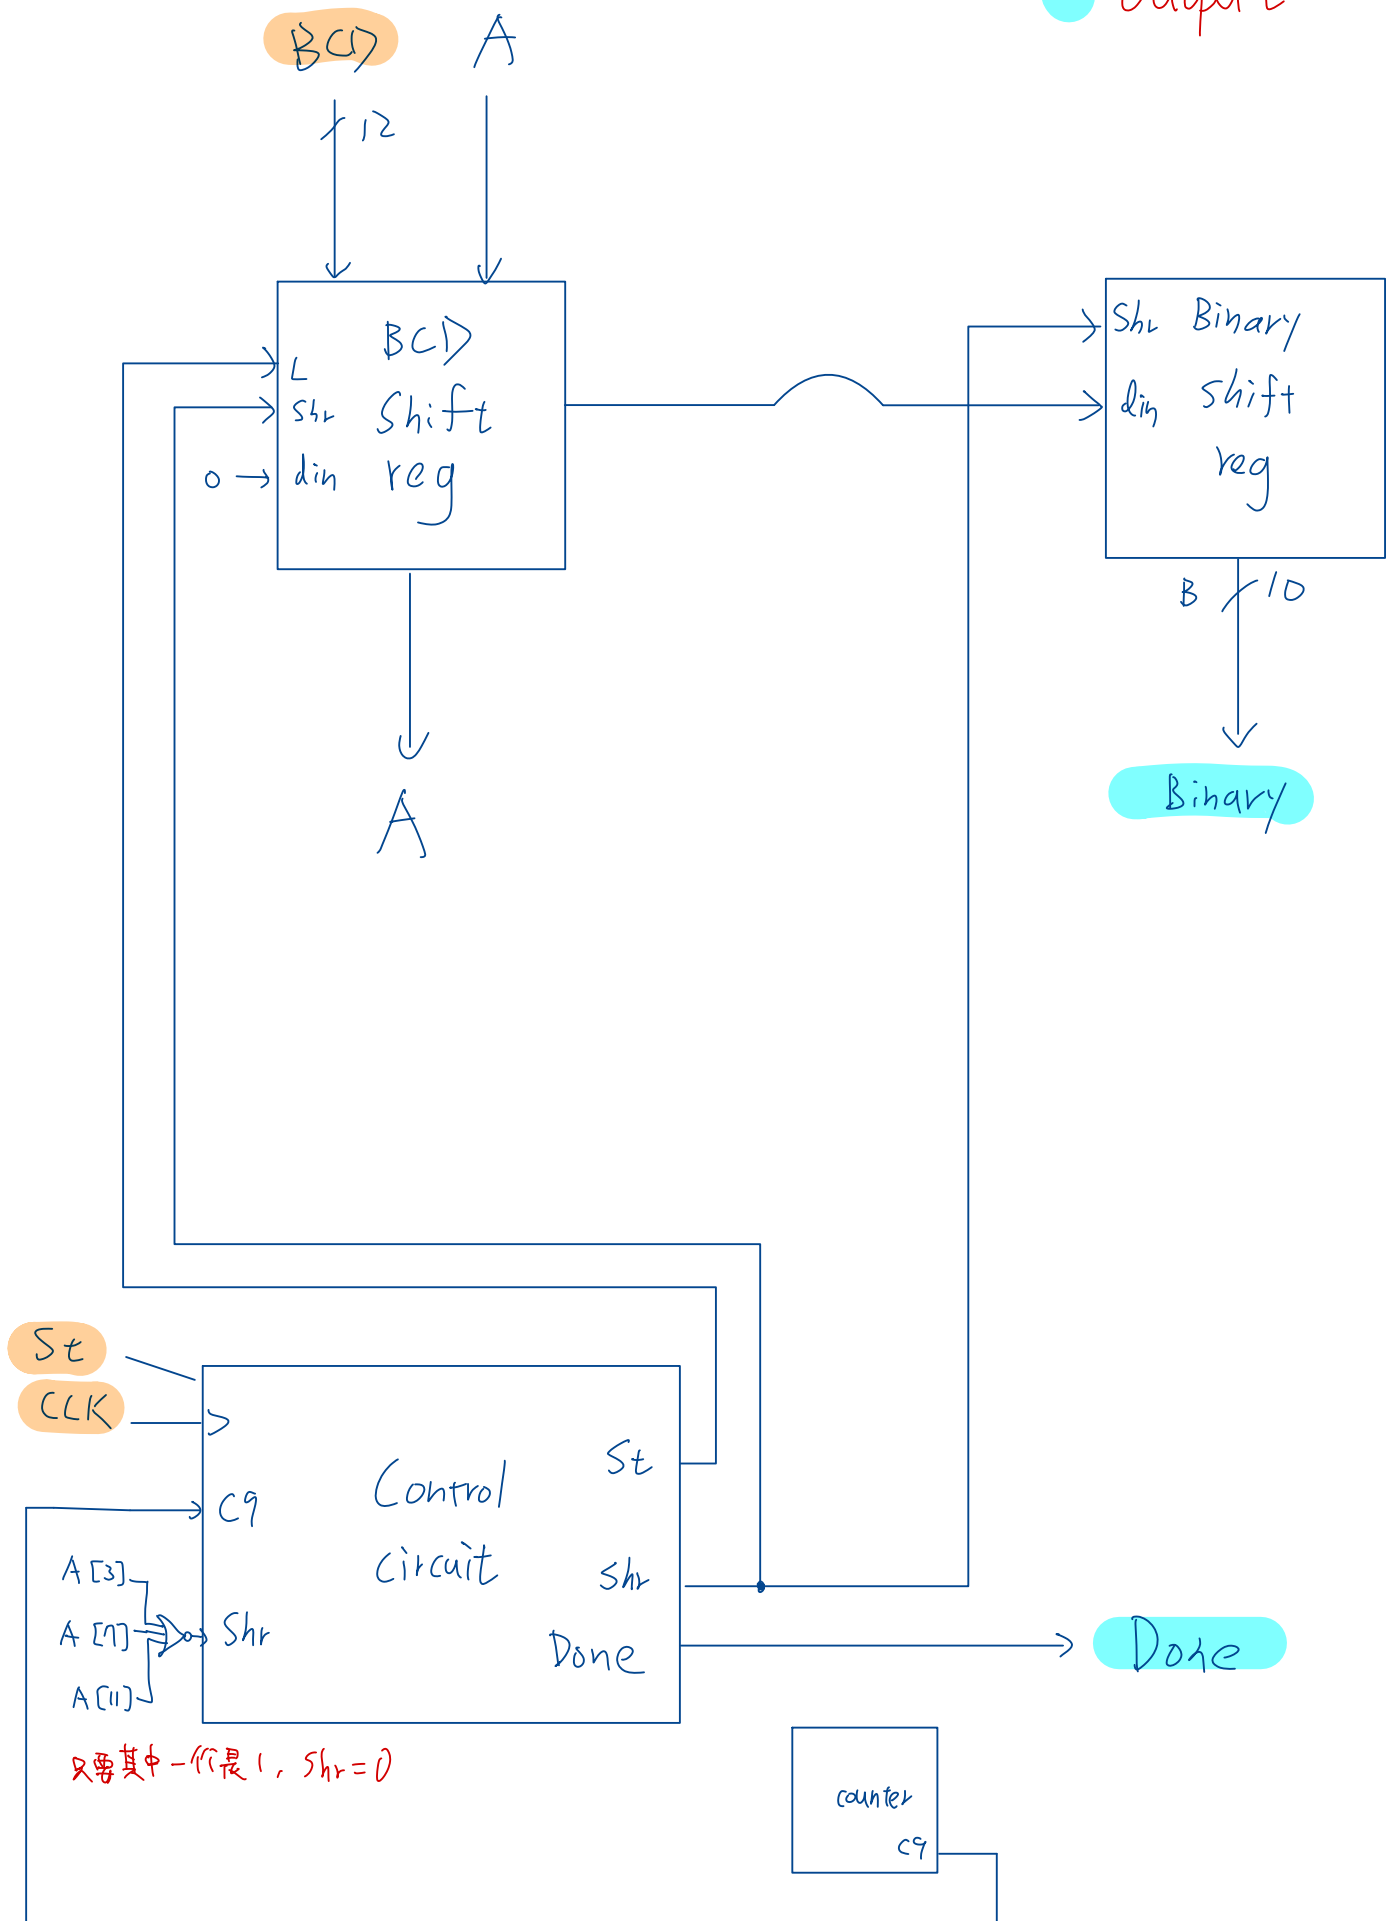 output
BCD
A
12
BCD
L
Shr
Shift
0
din
reg
Shr
Binary
din
Shift
reg
B
10
A
Binary
St
CLK
St
Control
C9
circuit
A[3]
Shr
A[7]
Shr
Done
Done
A[11]
只要其中一个是1, Shr=0
counter
C9